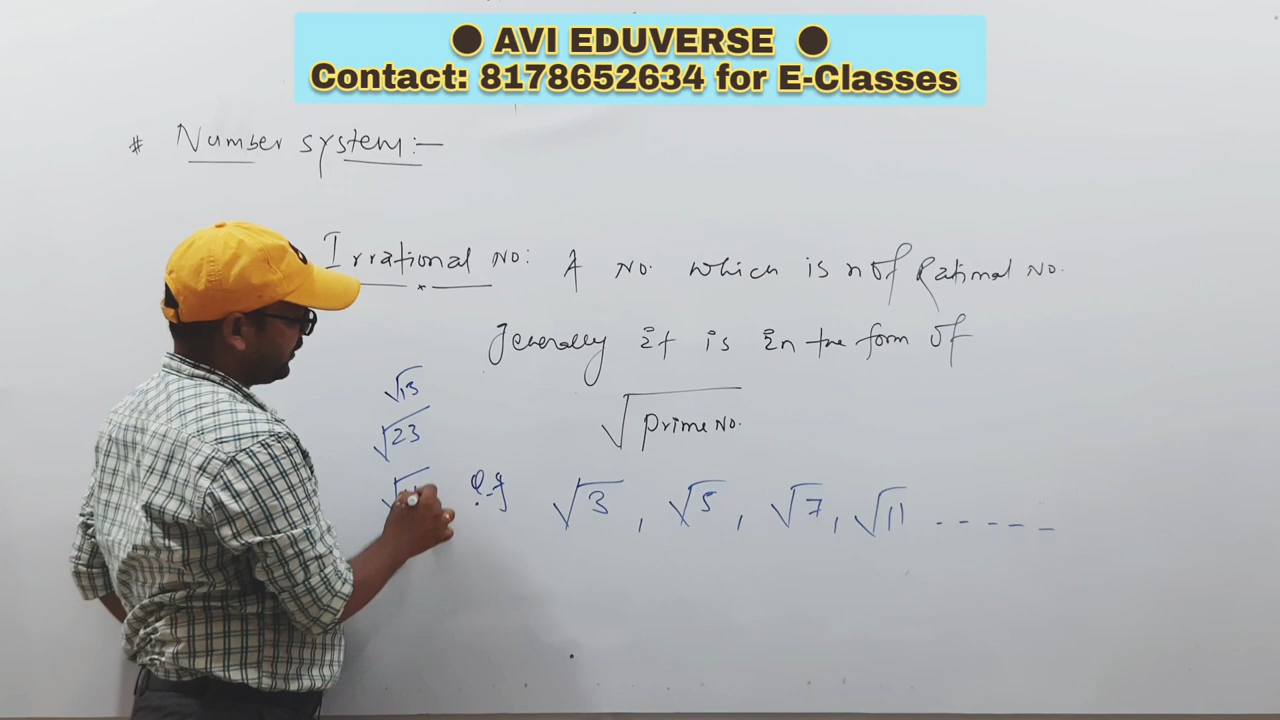 ● AVI EDUVERSE ●
Contact: 8178652634 for E-Classes
# Number system:-
Irrational No: A No. which is not Rational No.
Generally It is In the form of
√13
√23
√prime No.
e.g √3, √5, √7, √11 -----